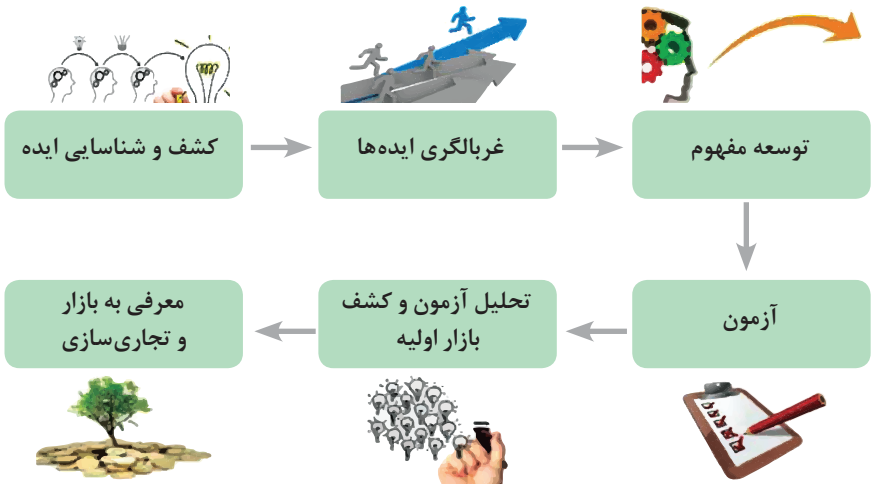 کشف و شناسایی ایده
غربالگری ایده‌ها
توسعه مفهوم
آزمون
تحلیل آزمون و کشف
بازار اولیه
معرفی به بازار
و تجاری‌سازی